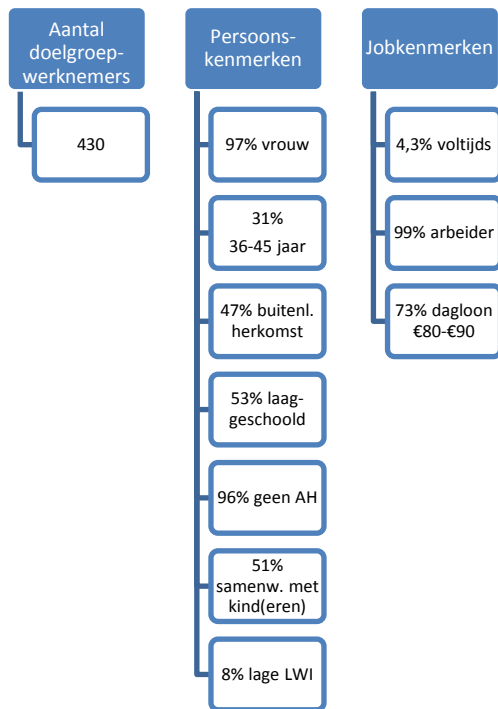 Aantal
doelgroep-
werknemers
430
Persoons-
kenmerken
97% vrouw
31%
36-45 jaar
47% buitenl.
herkomst
53% laag-
geschoold
96% geen AH
51%
samenw. met
kind(eren)
8% lage LWI
Jobkenmerken
4,3% voltijds
99% arbeider
73% dagloon
€80-€90